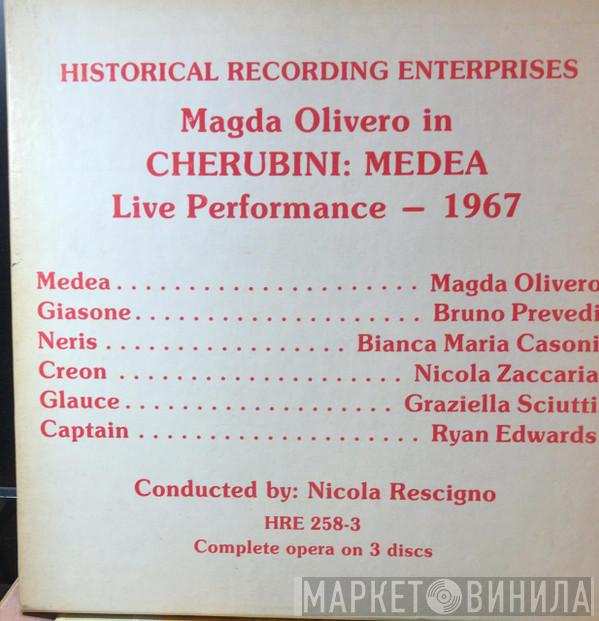 HISTORICAL RECORDING ENTERPRISES
Magda Olivero in
CHERUBINI: MEDEA
Live Performance — 1967
Medea . . . . . . . . . . . . . . . . . . . . . Magda Olivero
Giasone . . . . . . . . . . . . . . . . . . . . Bruno Prevedi
Neris . . . . . . . . . . . . . . . . . Bianca Maria Casoni
Creon . . . . . . . . . . . . . . . . . . . . Nicola Zaccaria
Glauce . . . . . . . . . . . . . . . . . . . Graziella Sciutti
Captain . . . . . . . . . . . . . . . . . . . . Ryan Edwards
Conducted by: Nicola Rescigno
HRE 258-3
Complete opera on 3 discs
МАРКЕТ ВИНИЛА